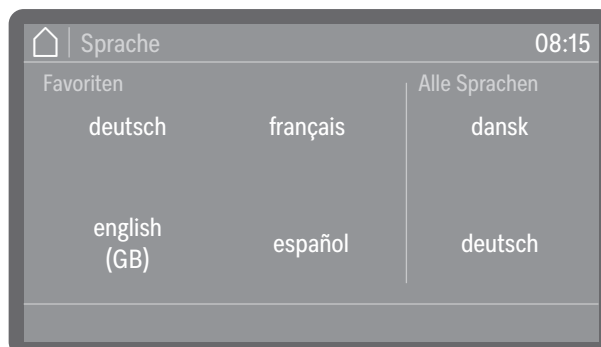 Sprache 08:15
Favoriten Alle Sprachen
deutsch français dansk
english
(GB) español deutsch